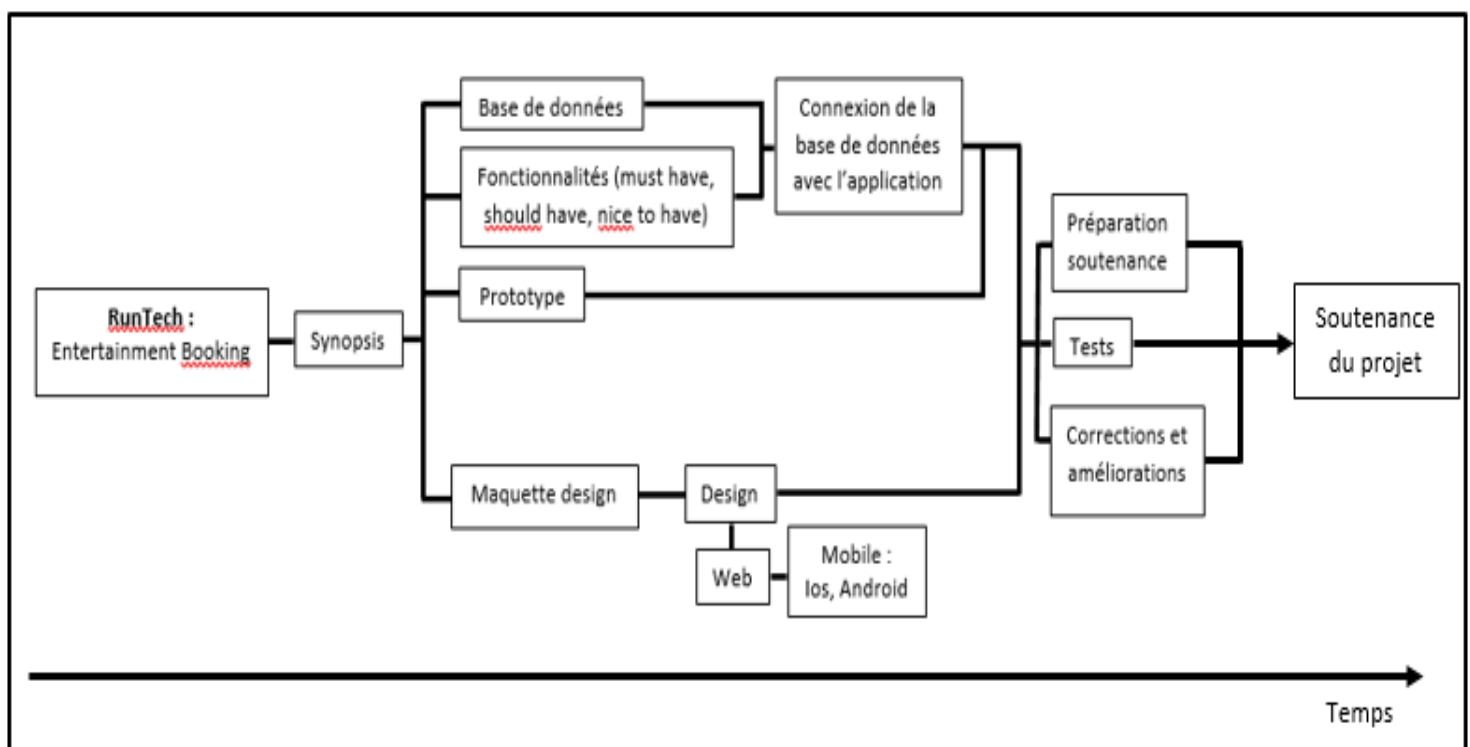 RunTech :
Entertainment Booking
Synopsis
Base de données
Fonctionnalités (must have,
should have, nice to have)
Prototype
Maquette design
Connexion de la
base de données
avec l’application
Design
Web
Mobile :
Ios, Android
Préparation
soutenance
Tests
Corrections et
améliorations
Soutenance
du projet
Temps